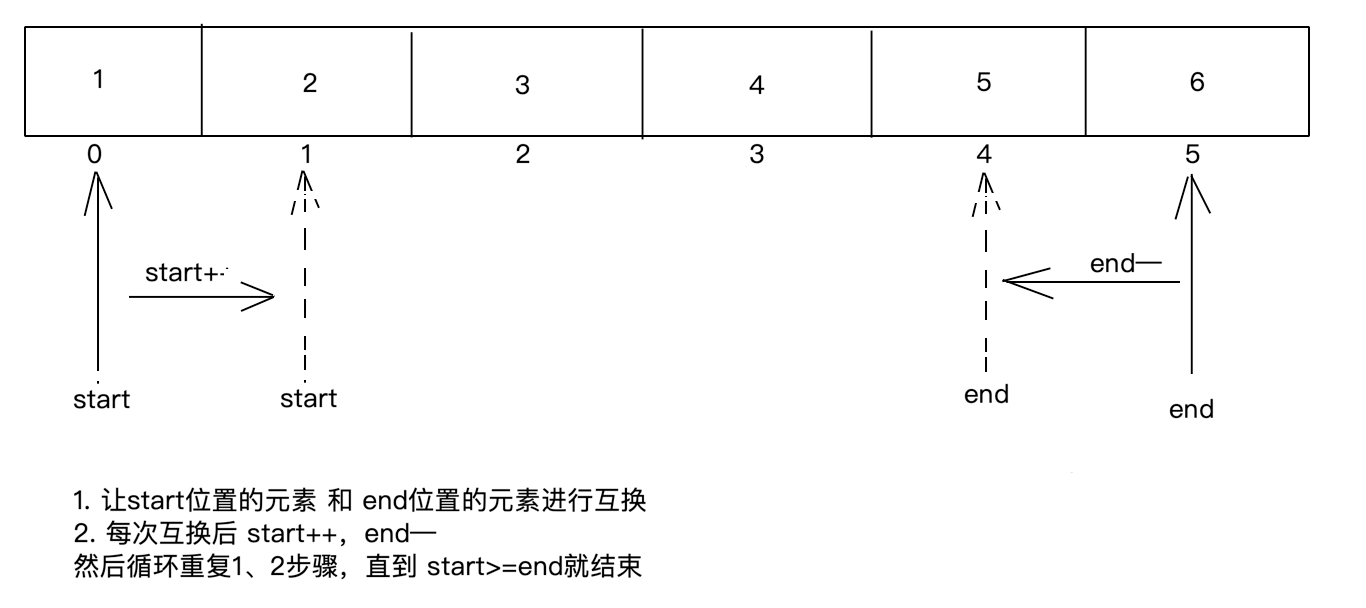 1 2 3 4 5 6
0 1 2 3 4 5
start+- end—
start start end end
1. 让start位置的元素 和 end位置的元素进行互换
2. 每次互换后 start++，end—
然后循环重复1、2步骤，直到 start>=end就结束